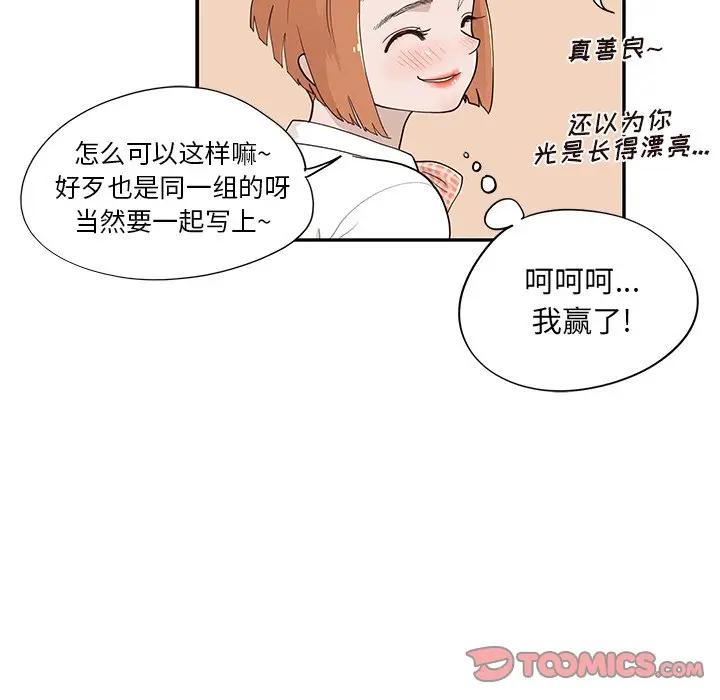 真善良~
还以为你
光是长得漂亮...
怎么可以这样嘛~
好歹也是同一组的呀
当然要一起写上~
呵呵呵...
我赢了!
TOOMICS.COM